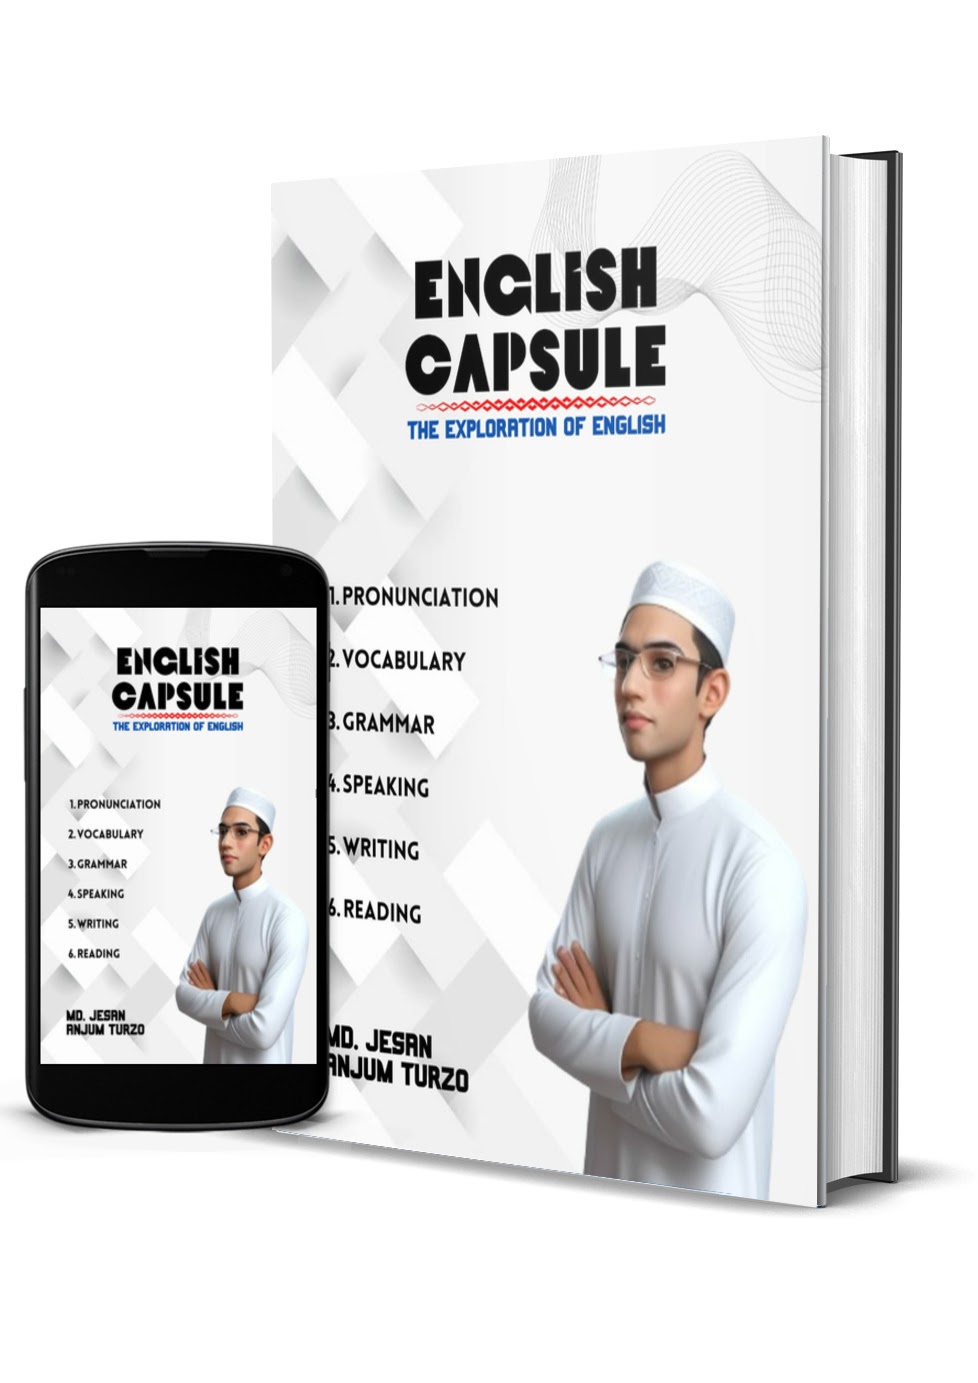 ENGLISH
CAPSULE
THE EXPLORATION OF ENGLISH
1. PRONUNCIATION
2. VOCABULARY
3. GRAMMAR
4. SPEAKING
5. WRITING
6. READING
MD. JESAN
ANJUM TURZO
ENGLISH
CAPSULE
THE EXPLORATION OF ENGLISH
1. PRONUNCIATION
2. VOCABULARY
3. GRAMMAR
4. SPEAKING
5. WRITING
6. READING
MD. JESAN
ANJUM TURZO